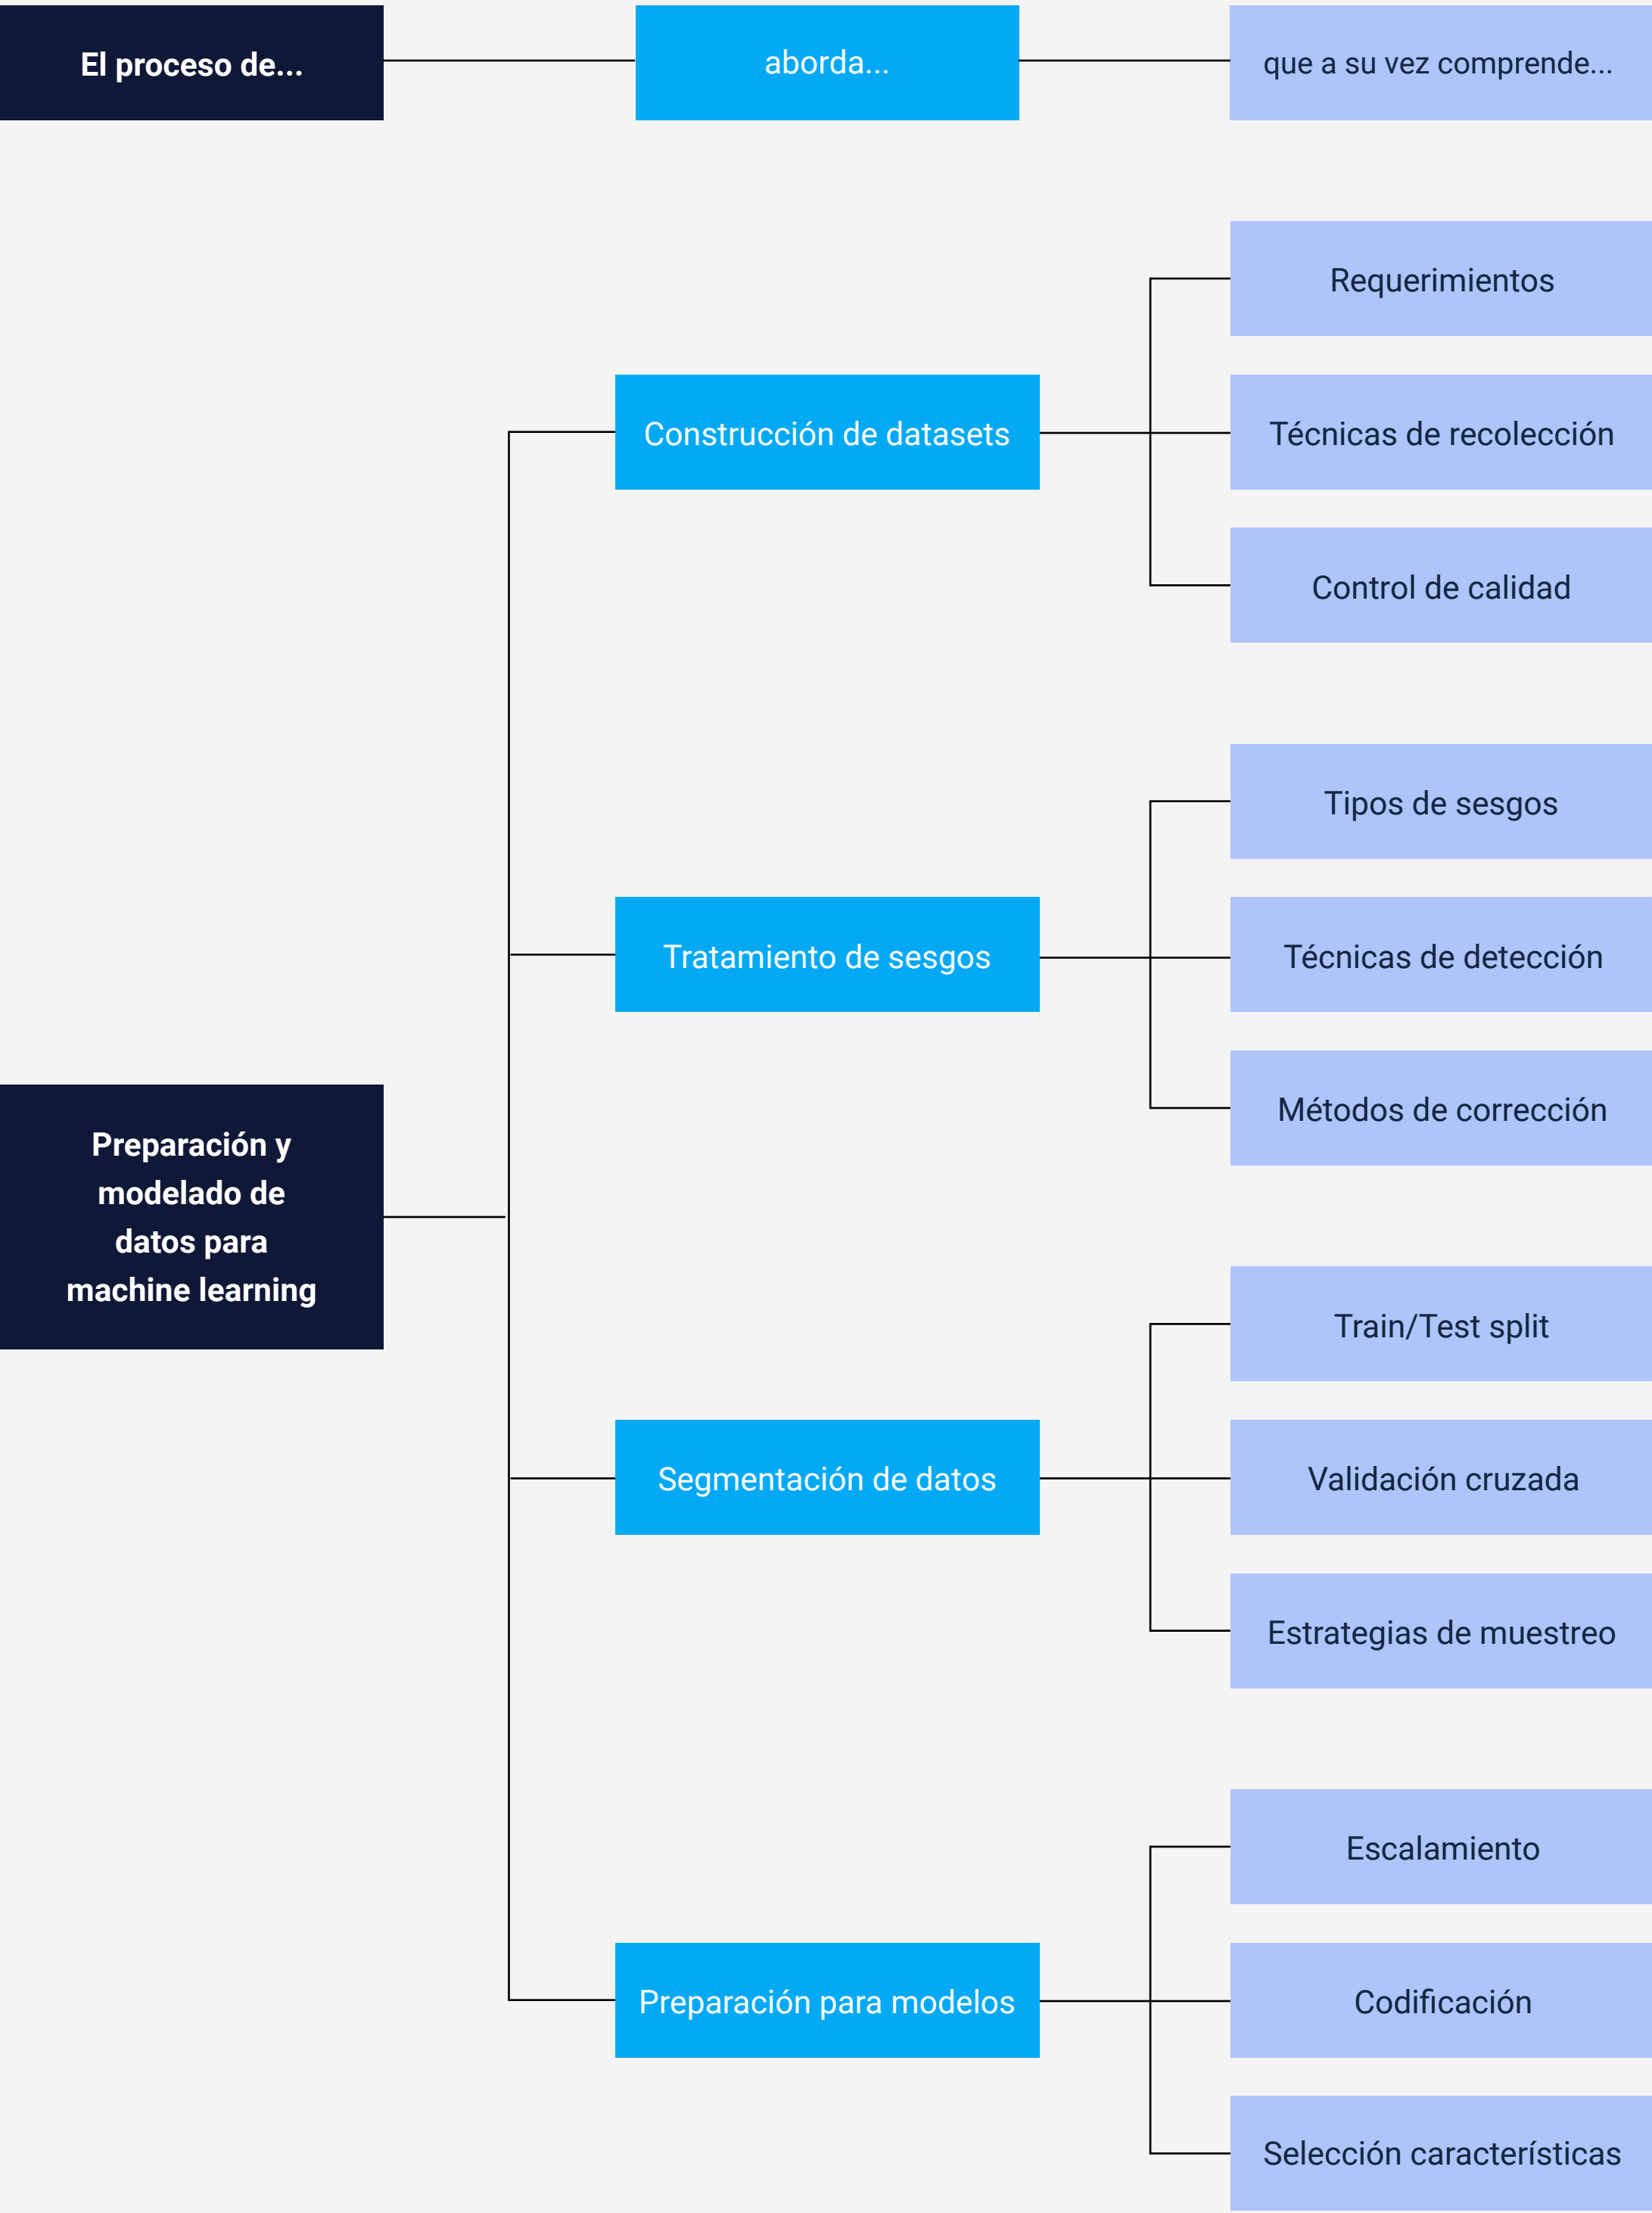 El proceso de...
aborda...
que a su vez comprende...
Requerimientos
Construcción de datasets
Técnicas de recolección
Control de calidad
Tipos de sesgos
Tratamiento de sesgos
Técnicas de detección
Métodos de corrección
Preparación y
modelado de
datos para
machine learning
Train/Test split
Segmentación de datos
Validación cruzada
Estrategias de muestreo
Escalamiento
Preparación para modelos
Codificación
Selección características